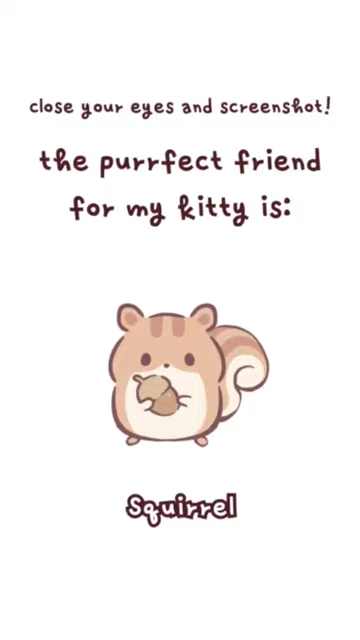 close your eyes and screenshot!
the purrfect friend
for my kitty is:
Squirrel